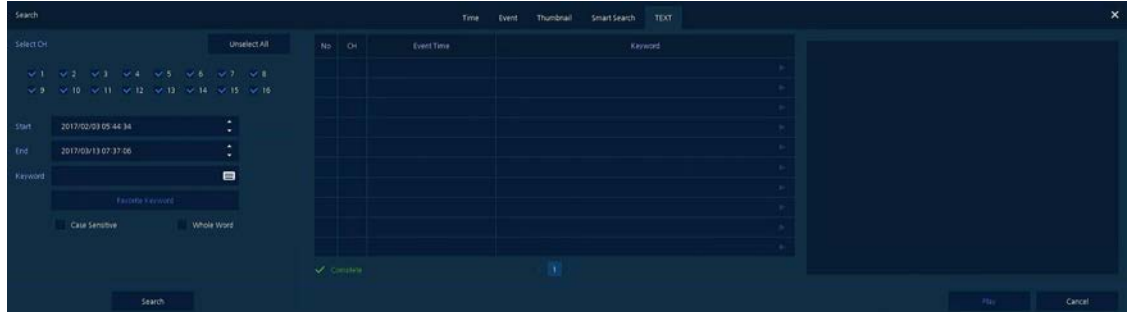 Search
Time Event Thumbnail Smart Search TEXT
Select CH Unselect All
1 2 3 4 5 6 7 8
9 10 11 12 13 14 15 16
Start 2017/02/03 05:44:34
End 2017/03/13 07:37:06
Keyword
Favorite Keyword
Case Sensitive Whole Word
Search
No CH Event Time Keyword
Complete 1
Play Cancel